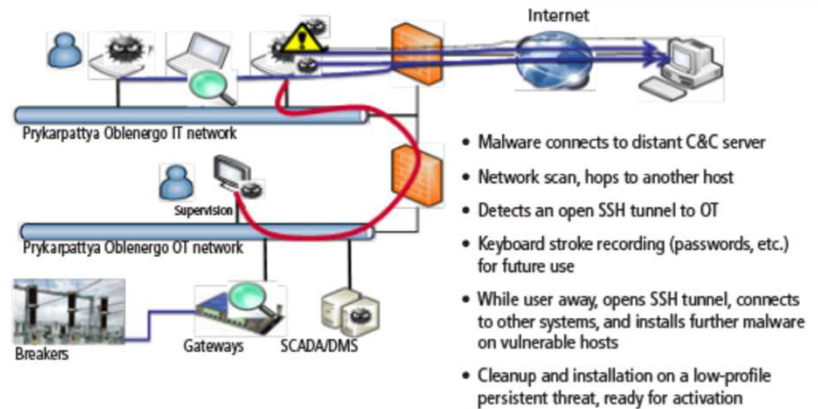 Internet
Prykarpattya Oblenergo IT network
Supervision
Prykarpattya Oblenergo OT network
Breakers
Gateways
SCADA/DMS
• Malware connects to distant C&C server
• Network scan, hops to another host
• Detects an open SSH tunnel to OT
• Keyboard stroke recording (passwords, etc.)
for future use
• While user away, opens SSH tunnel, connects
to other systems, and installs further malware
on vulnerable hosts
• Cleanup and installation on a low-profile
persistent threat, ready for activation